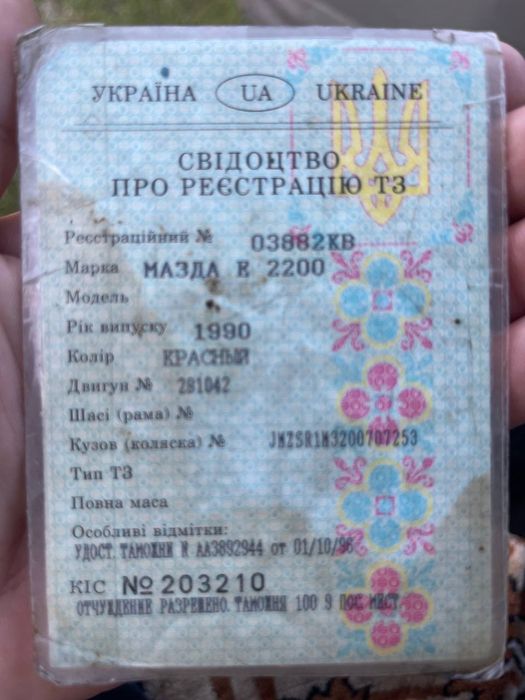 УКРАЇНА UA UKRAINE
СВІДОЦТВО
ПРО РЕЄСТРАЦІЮ ТЗ
Реєстраційний № 03882КВ
Марка МАЗДА Е 2200
Модель
Рік випуску 1990
Колір КРАСНЫЙ
Двигун № 281042
Шасі (рама) №
Кузов (коляска) № JMZSR1M3200707253
Тип ТЗ
Повна маса
Особливі відмітки:
УДОСТ. ТАМОЖНИ N АА3892944 от 01/10/96
КІС №203210
ОТЧУЖДЕНИЕ РАЗРЕШЕНО. ТАМОЖНЯ 100 9 ПОС МЕСТ.